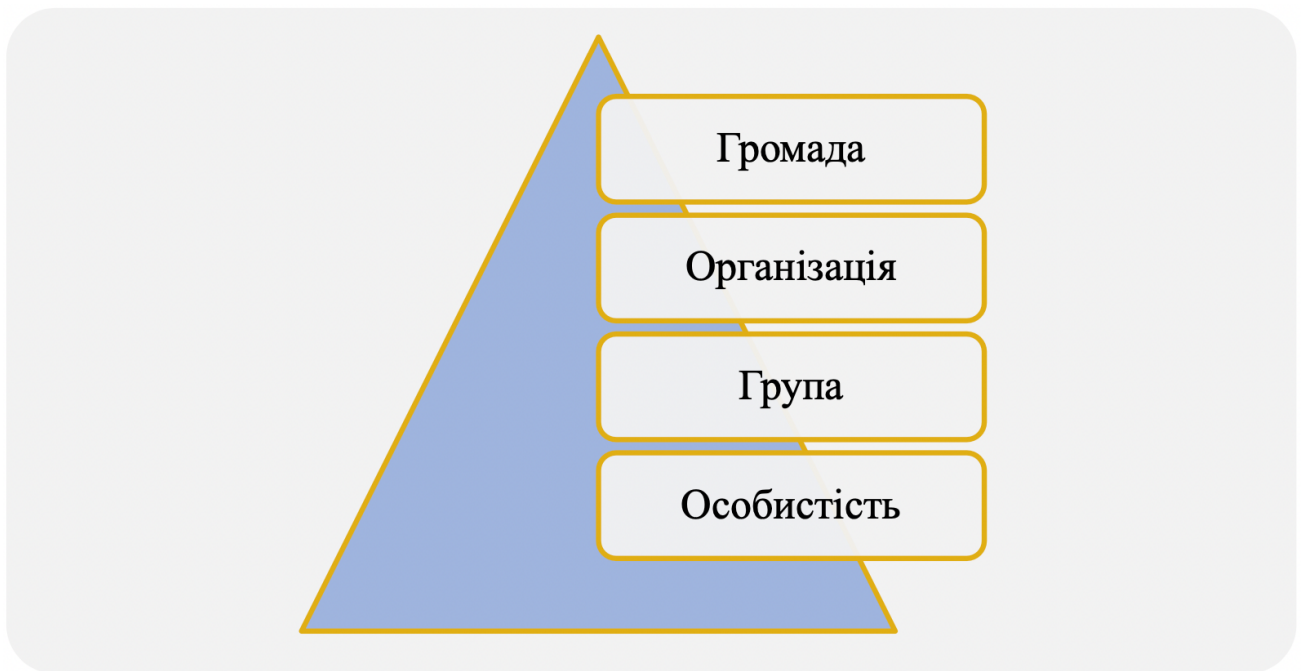 Громада
Організація
Група
Особистість